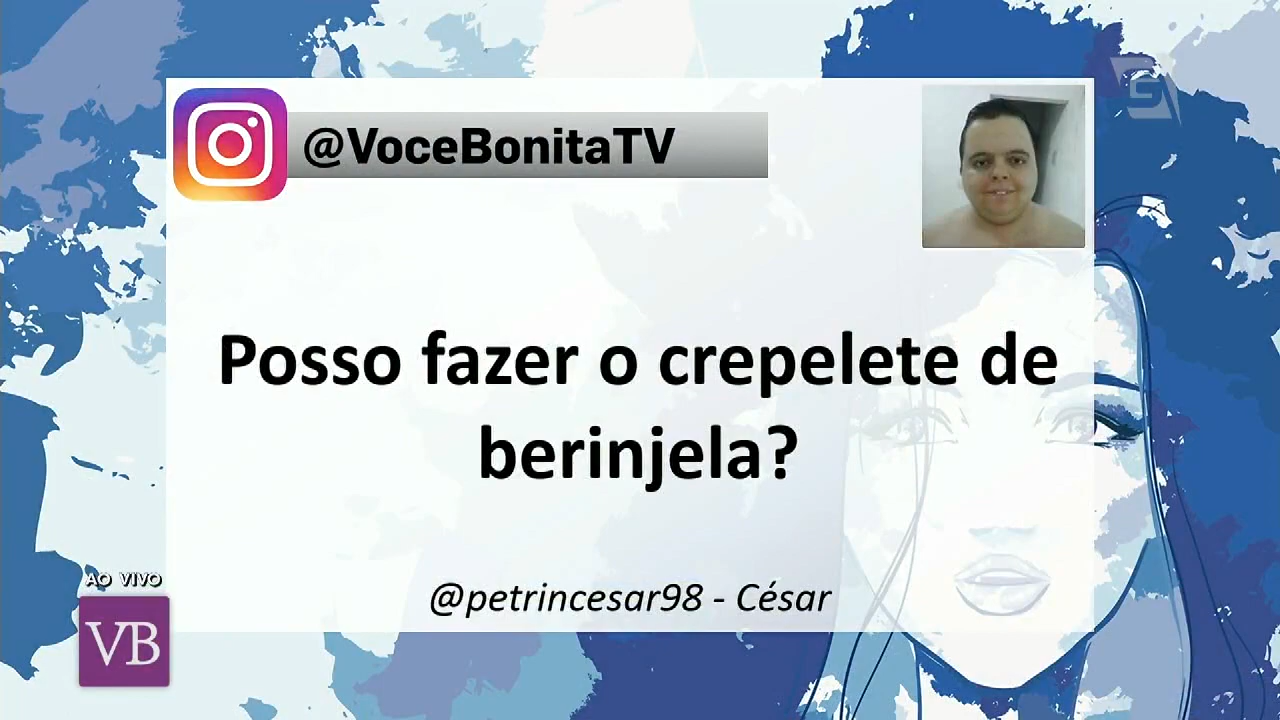 @VoceBonitaTV
Posso fazer o crepelete de
berinjela?
@petrincesar98 - César
AO VIVO
VB